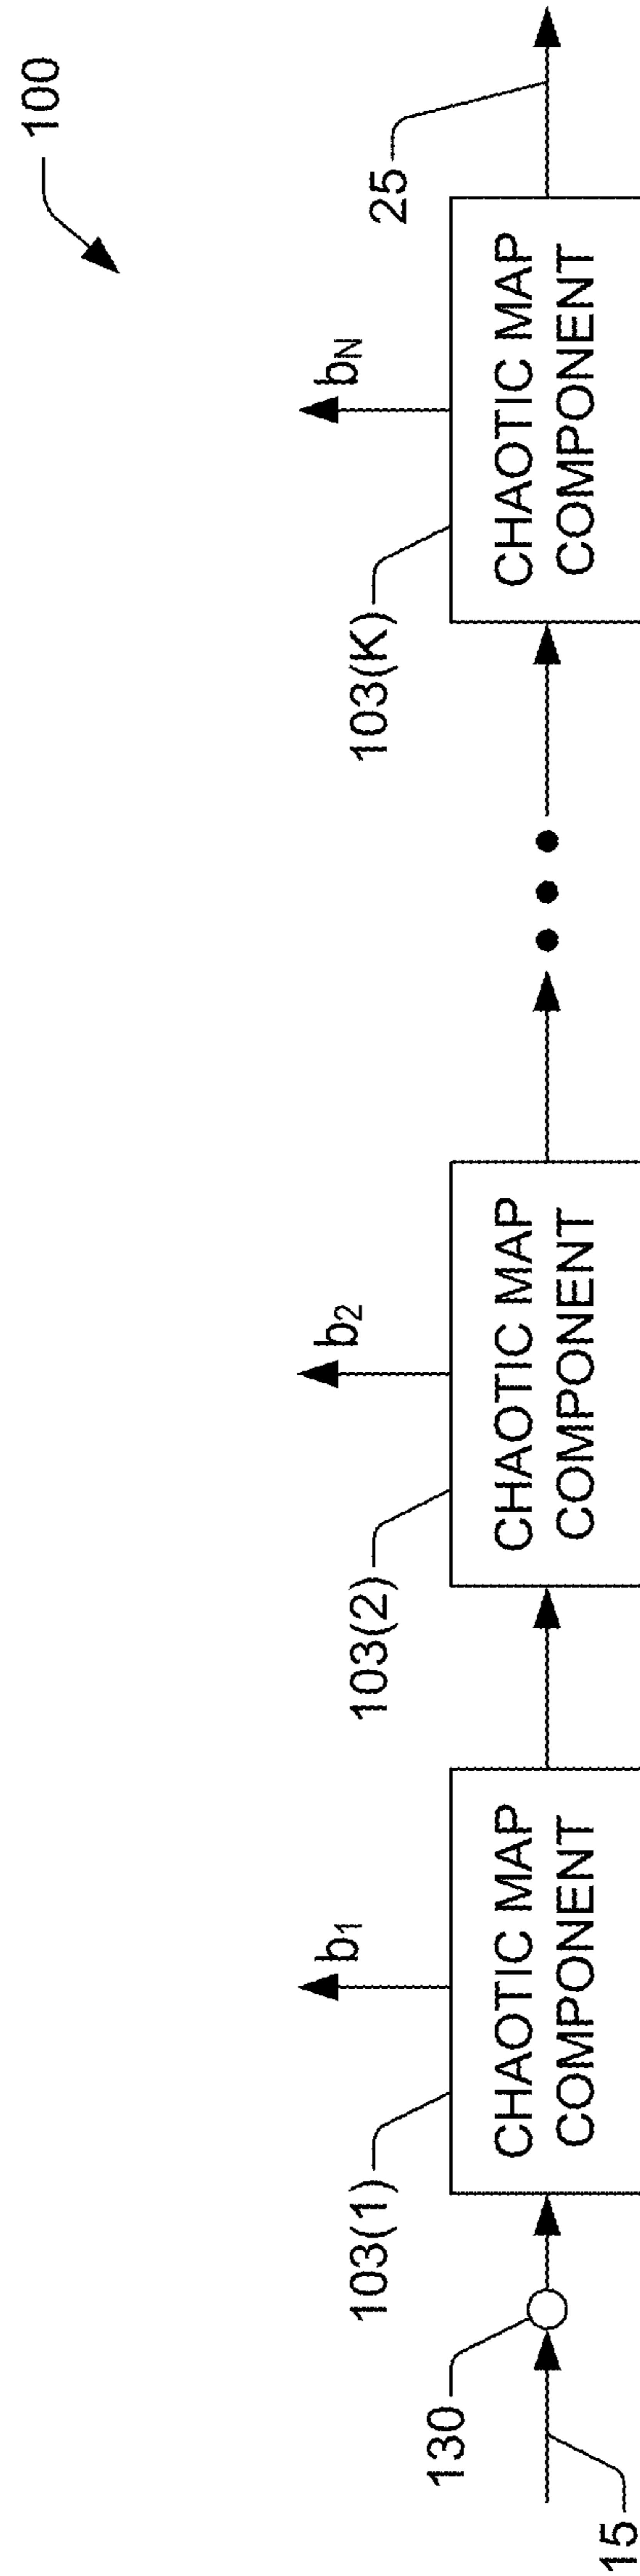 100
15
130
103(1)
b₁
CHAOTIC MAP
COMPONENT
103(2)
b₂
CHAOTIC MAP
COMPONENT
103(K)
b_N
CHAOTIC MAP
COMPONENT
25